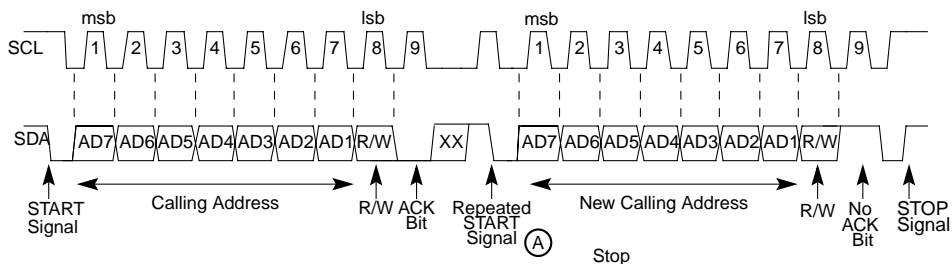 msb lsb msb lsb
SCL 1 2 3 4 5 6 7 8 9 1 2 3 4 5 6 7 8 9
SDA AD7 AD6 AD5 AD4 AD3 AD2 AD1 R/W XX AD7 AD6 AD5 AD4 AD3 AD2 AD1 R/W
START
Signal
Calling Address
R/W
ACK
Bit
Repeated
START
Signal
A
New Calling Address
R/W
No
ACK
Bit
STOP
Signal
Stop